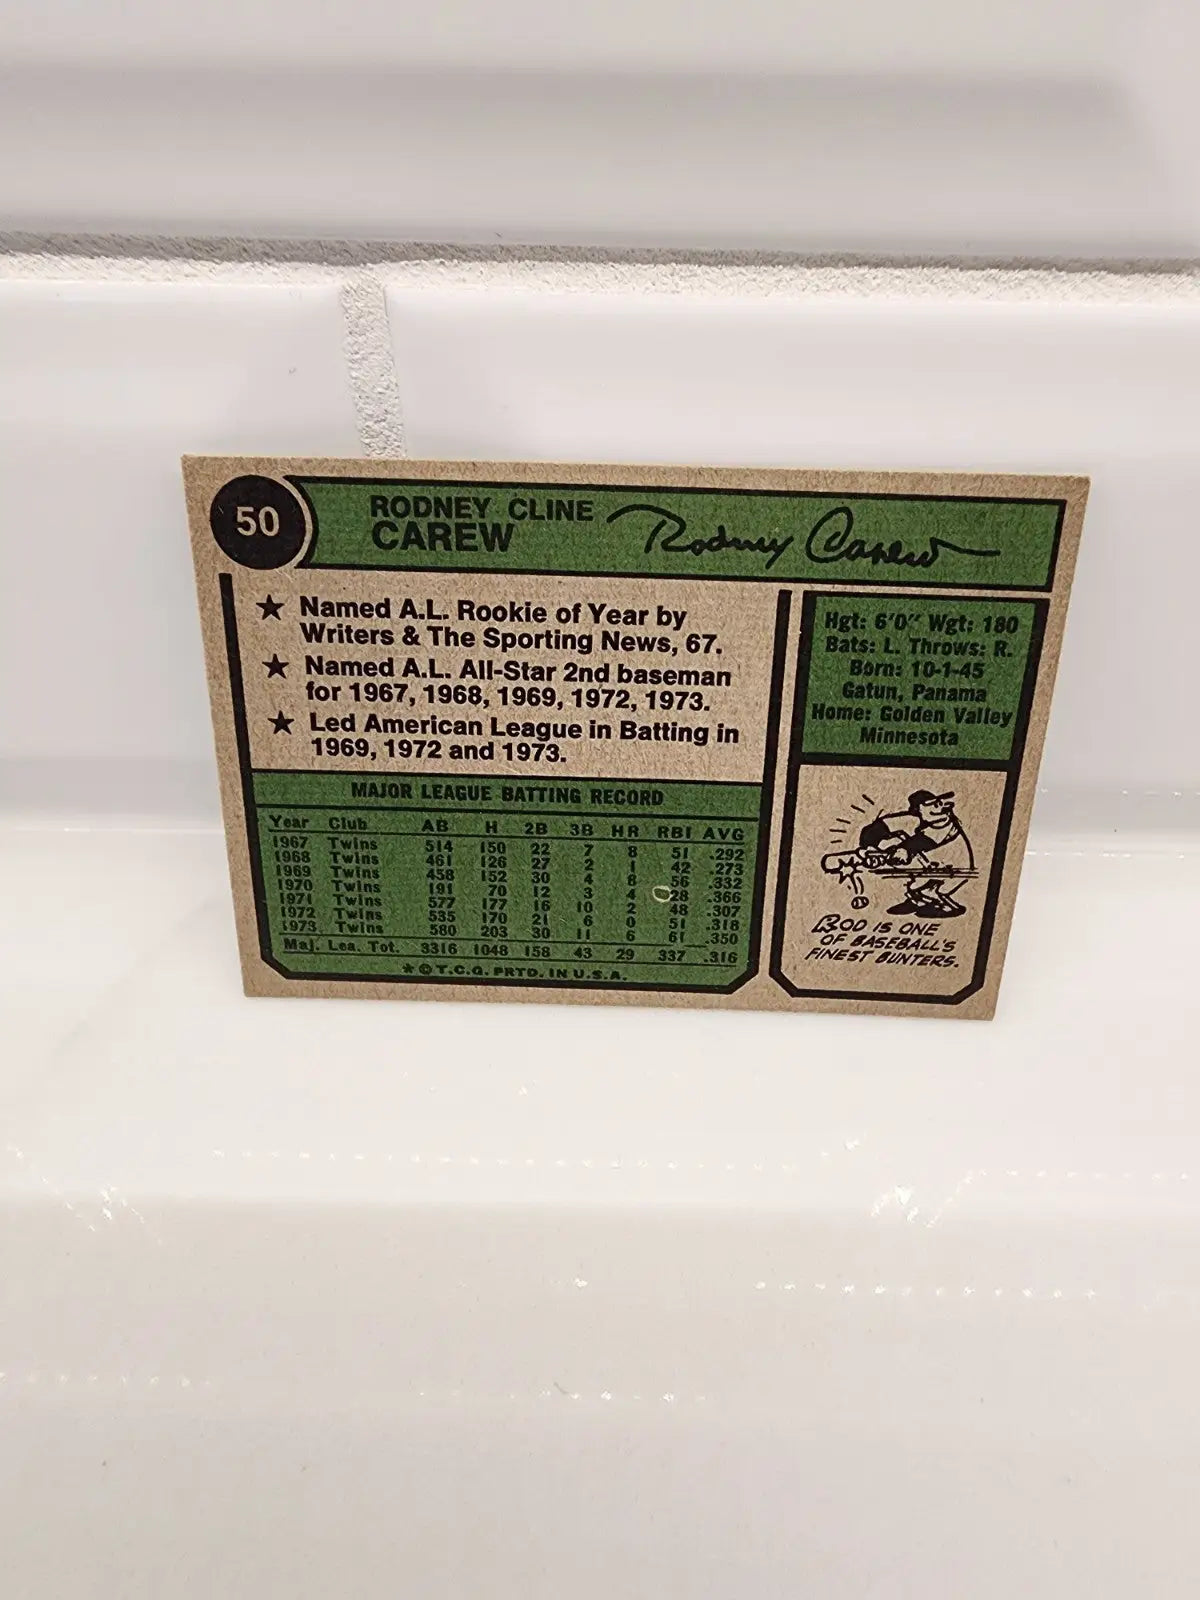 50
RODNEY CLINE
CAREW
Rodney Carew
★ Named A.L. Rookie of Year by
Writers & The Sporting News, 67.
★ Named A.L. All-Star 2nd baseman
for 1967, 1968, 1969, 1972, 1973.
★ Led American League in Batting in
1969, 1972 and 1973.
Hgt: 6'0" Wgt: 180
Bats: L. Throws: R.
Born: 10-1-45
Gatun, Panama
Home: Golden Valley
Minnesota
MAJOR LEAGUE BATTING RECORD
Year Club AB H 2B 3B HR RBI AVG
1967 Twins 514 150 22 7 8 51 .292
1968 Twins 461 126 27 2 1 42 .273
1969 Twins 458 152 30 4 8 56 .332
1970 Twins 191 70 12 3 4 28 .366
1971 Twins 577 177 16 10 2 48 .307
1972 Twins 535 170 21 6 0 51 .318
1973 Twins 580 203 30 11 6 61 .350
Maj. Lea. Tot. 3316 1048 158 43 29 337 .316
★ © T.C.G. PRTD. IN U.S.A.
ROD IS ONE
OF BASEBALL'S
FINEST BUNTERS.